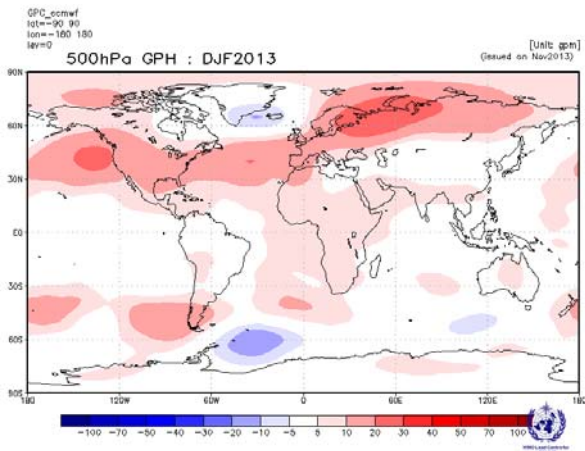 GPC_ecmwf
lat=-90 90
lon=-180 180
lev=0
500hPa GPH : DJF2013
[Unit: gpm]
(issued on Nov2013)
90N
60N
30N
EQ
30S
60S
90S
180 120W 60W 0 60E 120E 180
-100 -70 -50 -40 -30 -20 -10 -5 5 10 20 30 50 70 100